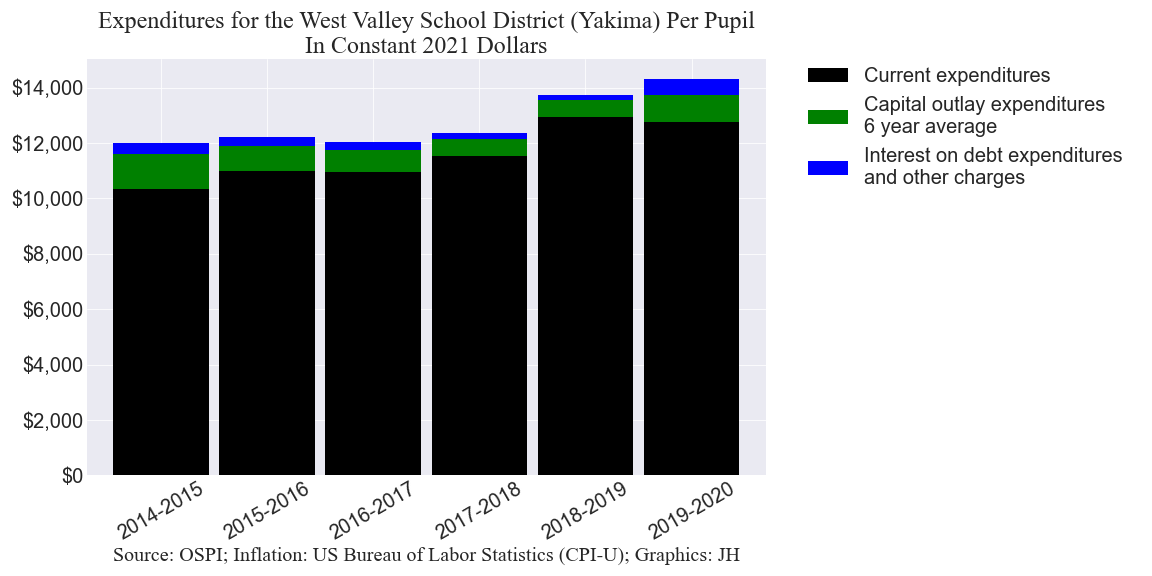 Expenditures for the West Valley School District (Yakima) Per Pupil
In Constant 2021 Dollars
$14,000
$12,000
$10,000
$8,000
$6,000
$4,000
$2,000
$0
2014-2015
2015-2016
2016-2017
2017-2018
2018-2019
2019-2020
Current expenditures
Capital outlay expenditures
6 year average
Interest on debt expenditures
and other charges
Source: OSPI; Inflation: US Bureau of Labor Statistics (CPI-U); Graphics: JH